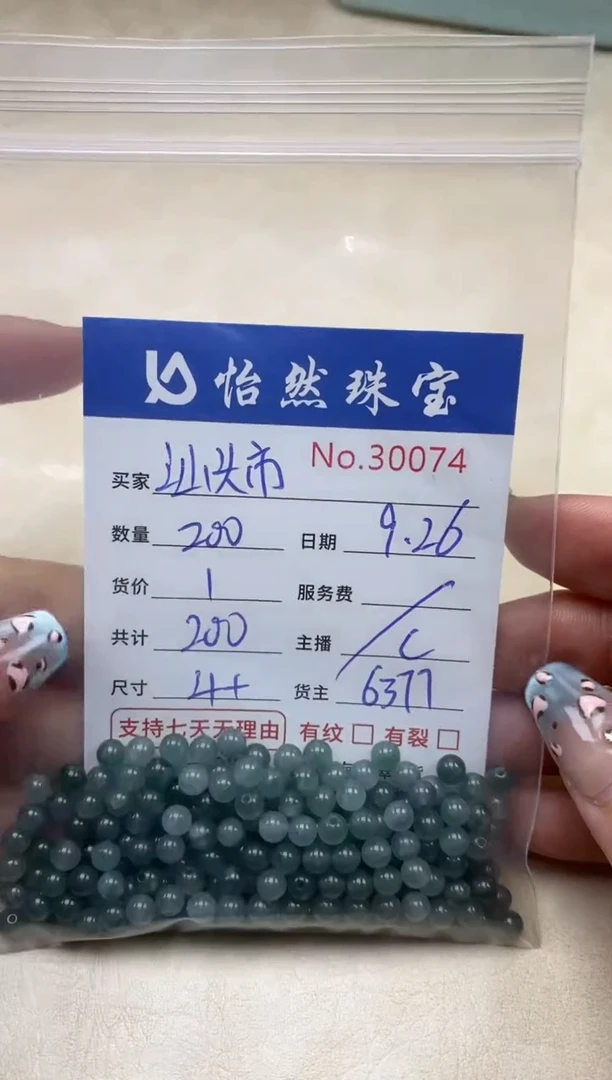 怡然珠宝
No.30074
买家 汕头市
数量 200 日期 9.26
货价 1 服务费 /
共计 200 主播 C
尺寸 4+ 货主 6377
支持七天无理由 有纹 □ 有裂 □